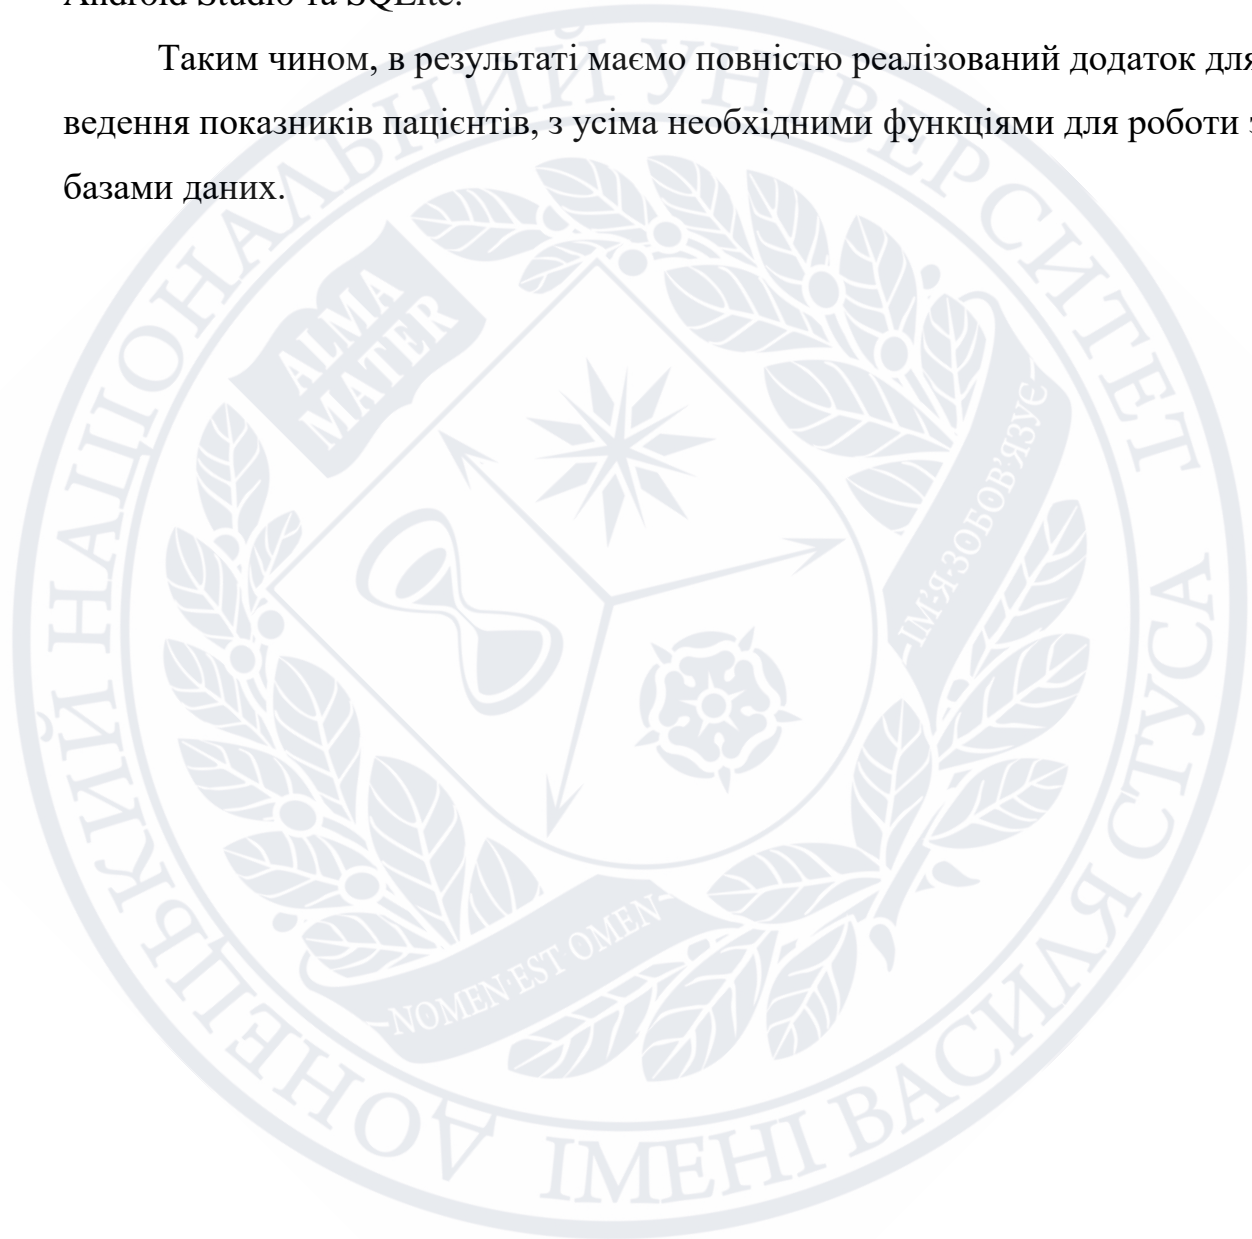 Android Studio та SQLite.
Таким чином, в результаті маємо повністю реалізований додаток для
ведення показників пацієнтів, з усіма необхідними функціями для роботи з
базами даних.
ДОНЕЦЬКИЙ НАЦІОНАЛЬНИЙ УНІВЕРСИТЕТ ІМЕНІ ВАСИЛЯ СТУСА
ALMA
MATER
ІМ'Я·ЗОБОВ'ЯЗУЄ
NOMEN·EST OMEN